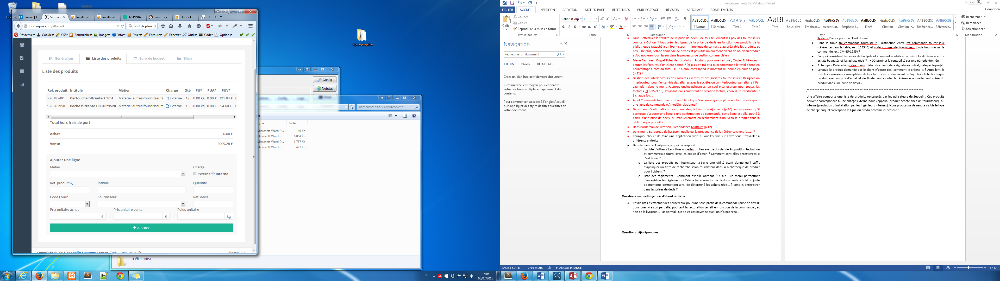 Travail | T...
Sigma...
localhost ...
localhost ...
INSPINIA ...
Pro-Choc...
Outlook ...
local.sigma.com/affaires#
outil de plani
Désactiver
Cookies
CSS
Formulaires
Images
Infos
Divers
Entourer
Fenêtre
Outils
Code
Options
Généralités
Liste des produits
Suivi de budget
Bilan
Liste des produits
Ref. produit Intitulé Métier Charge Qté PU* PUA* PUV*
20187491 Cartouche filtrante 2.5m² Matériel autres-fournisseurs Externe 12 0.00 kg 0.00 € 121.94 € 0
20203950 Poche filtrante D0610*1520 Matériel autres-fournisseurs Externe 10 0.00 kg 0.00 € 54.60 € 0
Total hors frais de port
Achat 0.00 €
Vente 2009.28 €
Ajouter une ligne
Métier Charge
Externe Interne
Ref. produit Intitulé Quantité
Code Fourn. Fournisseur Ref. devis
Prix unitaire achat Prix unitaire vente Poids unitaire
€ € kg
+ Ajouter
Copyright © 2015 Zeppelin Systems France. Tous droits réservés
Sigma V2.0
sigma_inspinia
Config
Netstat
Rechercher dans : Contact client
Type Taille
Microsoft Word D... 40 Ko
Microsoft Word D... 6 854 Ko
Microsoft Word D... 1 767 Ko
Microsoft Word D... 477 Ko
4 élément(s)
FR
15:05
06/07/2015
Renseignements SIGMA.docx - Word
Connexion
FICHIER ACCUEIL INSERTION CRÉATION MISE EN PAGE RÉFÉRENCES PUBLIPOSTAGE RÉVISION AFFICHAGE COMPLÉMENTS
Coller
Couper
Copier
Reproduire la mise en forme
Presse-papiers
Calibri (Corp
11
G I S abc x₂ x²
Police
Paragraphe
AaBbCcDc AaBbCcDc AaBbCc AaBbCcD AaBl AaBbCcD AaBbCcDc AaBbCcDc AaBbCcDc AaBbCcDc AaBbCcDc AaBbCcDc AaBbCcDc AaBbCcDc
¶ Normal ¶ Sans int... Titre 1 Titre 2 Titre Sous-titre Emphase... Accentuat... Emphase i... Élevé Citation Citation in... Référence... Référence...
Style
Rechercher
Remplacer
Sélectionner
Modification
Navigation
Rechercher un document
TITRES PAGES RÉSULTATS
Créez un plan interactif de votre document.
C'est un excellent moyen pour connaître
votre position ou déplacer rapidement du
contenu.
Pour commencer, accédez à l'onglet Accueil,
puis appliquez des styles de titres aux titres de
votre document.
Faut-il effectuer la totalité de la prise de devis une fois seulement les prix des fournisseurs
connus ? Oui car il faut créer les lignes de la prise de devis en fonction des produits de la
bibliothèque rattaché à un fournisseur. => Implique de connaitre au préalable les produits et
prix... De plus, l'étape demande de prix n'est pas utile uniquement en cas de nouveau produit
et/ou nouveau fournisseur dans le processus de gestion commerciale ?
Menu Factures : Onglet listes des produits = Produits pour une facture ; Onglet Échéances =
Toutes les factures d'un client donné ? (cf p.15 et 16) Et à quoi correspond le total donné en
pourcentage à côté du total TTC ? A quoi correspond le montant HT donné en haut de page
(p.22) ?
Gestion des interlocuteurs des sociétés clientes et des sociétés fournisseurs : Désigner un
interlocuteur pour l'ensemble des affaires avec la société, ou un interlocuteur par affaire ? Par
exemple : dans le menu Factures onglet Échéances, un seul interlocuteur pour toutes les
factures (cf p.15 et 16). Pourtant, dans l'assistant de création facture, choix d'un interlocuteur
à chaque fois...
Ajout Commande fournisseur : Il semblerait que l'on puisse ajouter plusieurs fournisseurs pour
une ligne de commande (cf modèle relationnel)
Dans menu Confirmations de commandes, le bouton « Ajouter » (p.10): en supposant qu'il
permette d'ajouter une ligne à une confirmation de commande, cette ligne est-elle ajouté à
partir d'une prise de devis ou manuellement en recherchant à nouveau le produit dans la
bibliothèque produit ?
Dans Bordereau de livraison : Redondance N°affaire (p.12)
Dans menu Bordereau de livraison, quelle est la provenance de la référence client (p.12) ?
Pourquoi choisir de faire une application web ? Pour l'ouvrir sur l'extérieur : travailler à
différents endroits
Dans le menu « Analyses », à quoi correspond :
o La Liste d'offres ? Les offres ont-elles un lien avec le dossier de Proposition technique
et commerciale fourni avec les copies d'écran ? Comment sont-elles enregistrées si
c'est le cas ?
o La liste des produits par fournisseur a-t-elle une utilité étant donné qu'il suffit
d'appliquer un filtre de recherche selon fournisseur dans la bibliothèque de produit
pour l'obtenir ?
o Liste des règlements : Comment est-elle obtenue ? Y a-t-il un menu permettant
d'enregistrer les règlements ? Cela se fait-il sous forme de documents officiel ou juste
de montants permettant ainsi de déterminé les achats réels... ? Sont-ils enregistrer
dans les prises de devis ?
Questions auxquelles je dois d'abord réfléchir :
Possibilités d'effectuer des bordereaux pour une sous-partie de la commande (prise de devis),
donc une livraison partielle, pourtant la facturation se fait en fonction de la commande ; et
non de la livraison... Pas normal : On ne va pas payer ce que l'on n'a pas reçu...
Questions déjà répondues :
Systems France pour un client donné.
Dans la table tbl_commande_fournisseur : distinction entre ref_commande_fournisseur
(référence dans la table, ex : 123546) et code_commande_fournisseur (code imprimé sur la
commande, ex : CM-15-1235) ?
En quoi consistent les suivis de budgets et comment sont-ils effectués ? La différence entre
achats budgétés et les achats réels ? => Déterminer la rentabilité sur une période donnée.
3 champs « Date » dans prise_devis : date prise devis, date signature contrat, date perte projet.
Lorsque le produit demandé par le client n'existe pas, comment le créent-ils ? Appellent-ils
tous les fournisseurs susceptibles de leur fournir ce produit avant de l'ajouter à la bibliothèque
produit avec un prix d'achat et de finalement ajouter la référence nouvellement créée du
produit dans une prise de devis ?
Une affaire comporte une liste de produits renseignés par les utilisateurs de Zeppelin. Ces produits
peuvent correspondre à une charge externe pour Zeppelin (produit acheté chez un fournisseur), ou
interne (prestation d'installation par les ingénieurs internes). Nous proposons de rendre visible le type
de charge auquel correspond la ligne du produit comme ci-dessous :
PAGE 6 SUR 6 2716 MOTS FRANÇAIS (FRANCE)
87 %